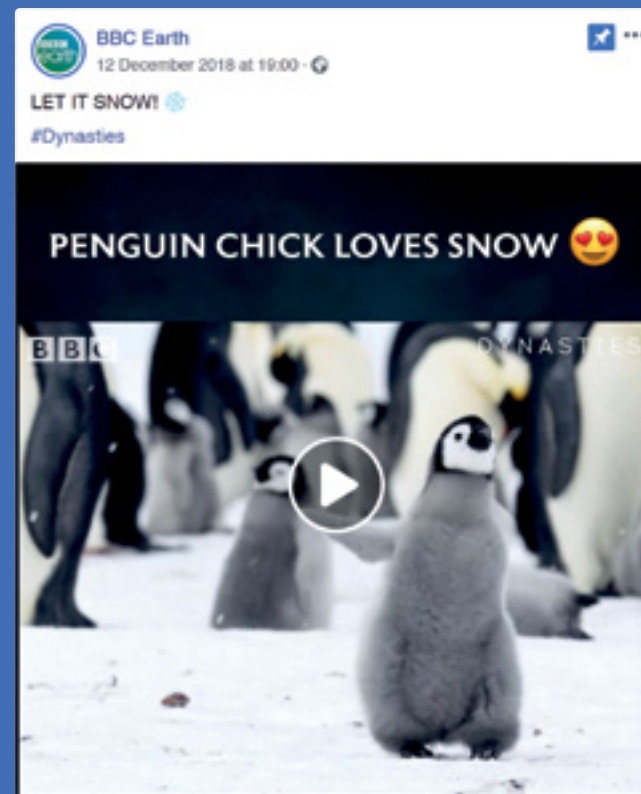 BBC Earth
12 December 2018 at 19:00 ·
LET IT SNOW! ❄️
#Dynasties
PENGUIN CHICK LOVES SNOW 😍
BBC
DYNASTIES